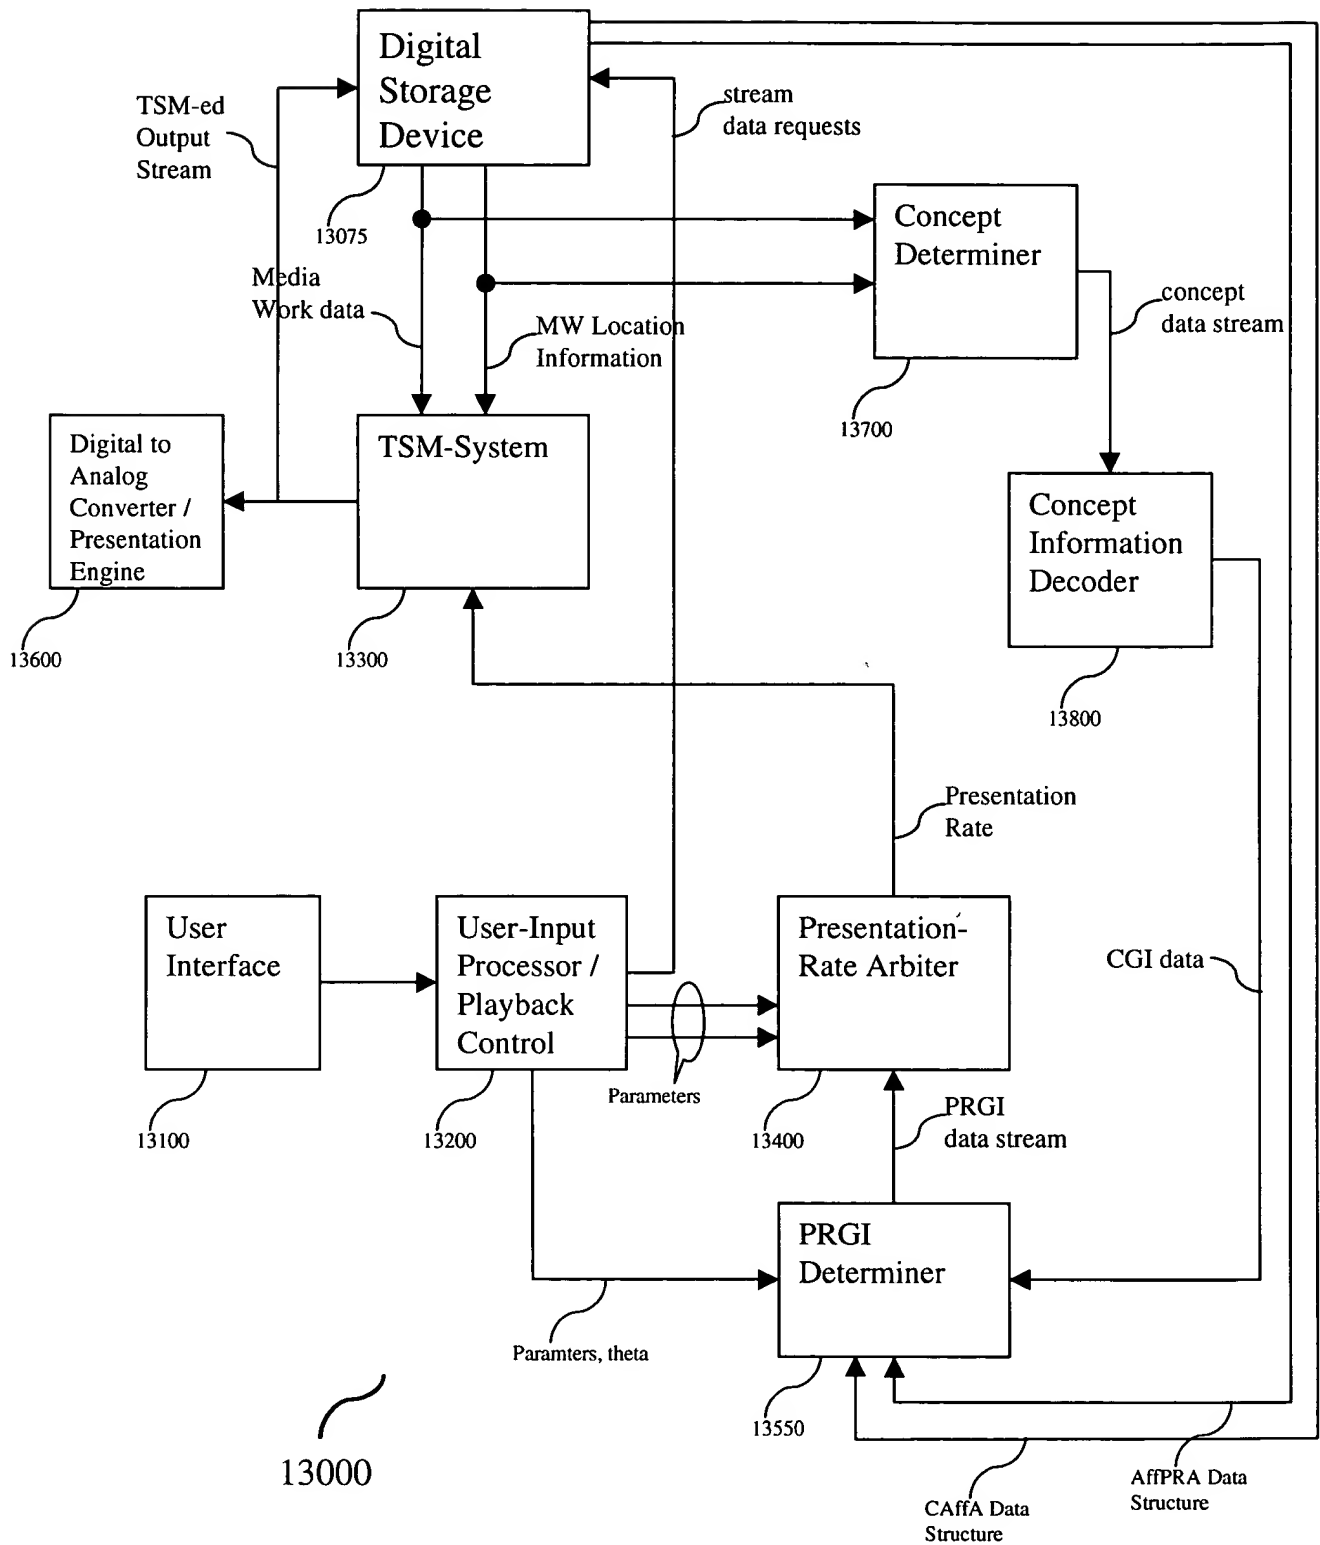 Digital
Storage
Device
TSM-ed
Output
Stream
stream
data requests
13075
Concept
Determiner
Media
Work data
MW Location
Information
concept
data stream
13700
Digital to
Analog
Converter /
Presentation
Engine
TSM-System
Concept
Information
Decoder
13600
13300
13800
Presentation
Rate
User
Interface
User-Input
Processor /
Playback
Control
Presentation-
Rate Arbiter
CGI data
Parameters
13100
13200
13400
PRGI
data stream
PRGI
Determiner
Paramters, theta
13550
13000
AffPRA Data
Structure
CAffA Data
Structure